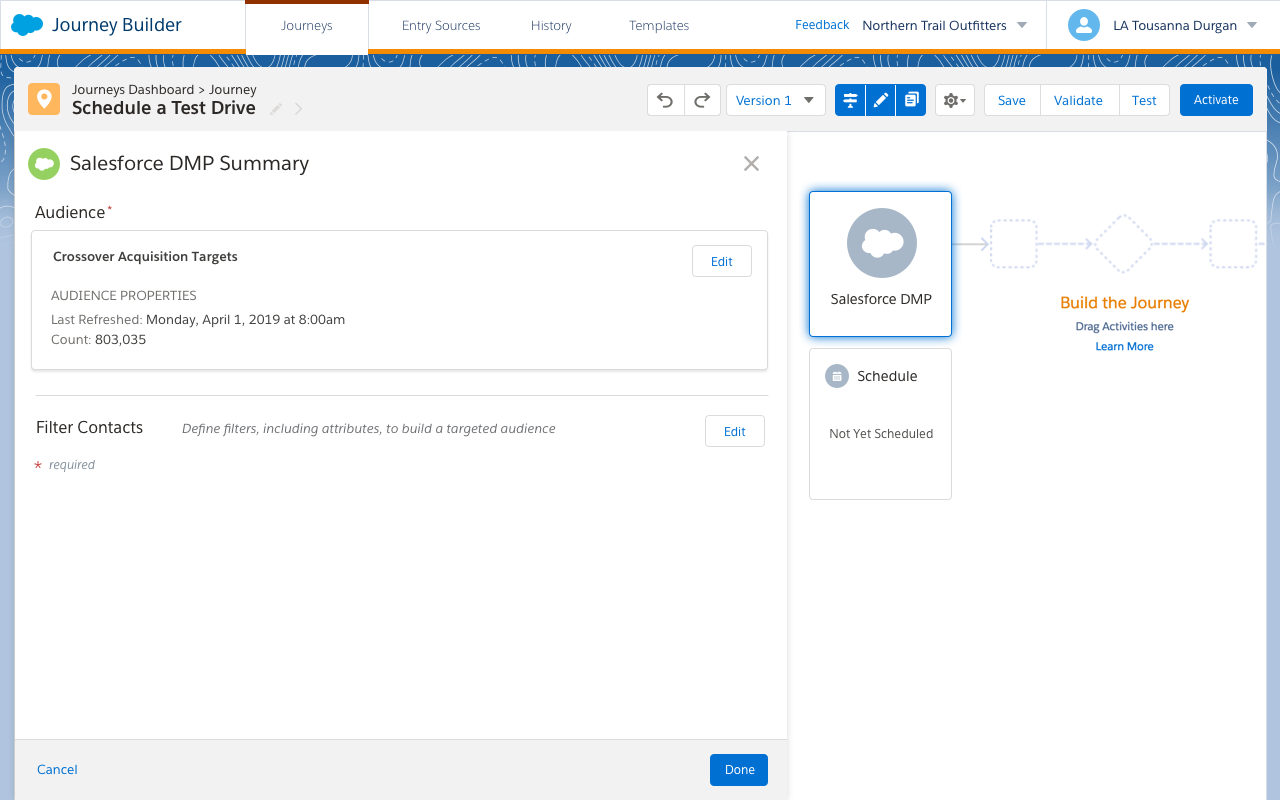 Journey Builder
Journeys
Entry Sources
History
Templates
Feedback
Northern Trail Outfitters
LA Tousanna Durgan
Journeys Dashboard > Journey
Schedule a Test Drive
Version 1
Save
Validate
Test
Activate
Salesforce DMP Summary
Audience*
Crossover Acquisition Targets
Edit
AUDIENCE PROPERTIES
Last Refreshed: Monday, April 1, 2019 at 8:00am
Count: 803,035
Filter Contacts
Define filters, including attributes, to build a targeted audience
Edit
* required
Cancel
Done
Salesforce DMP
Build the Journey
Drag Activities here
Learn More
Schedule
Not Yet Scheduled